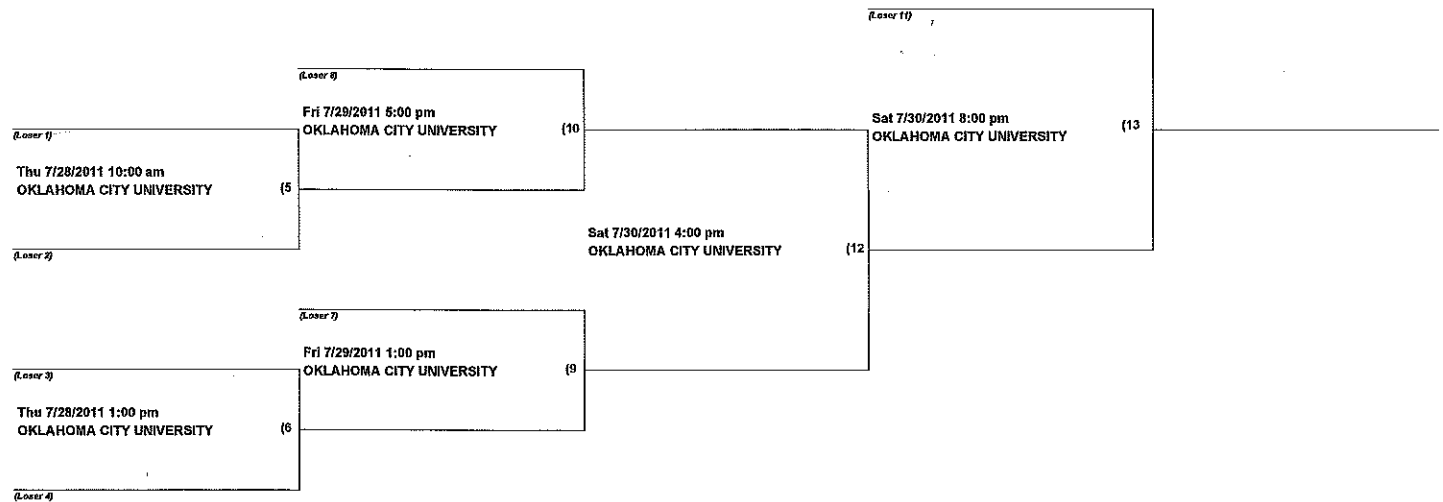 (Loser 11)
(Loser 8)
Fri 7/29/2011 5:00 pm
OKLAHOMA CITY UNIVERSITY
(10
Sat 7/30/2011 8:00 pm
OKLAHOMA CITY UNIVERSITY
(13
(Loser 1)
Thu 7/28/2011 10:00 am
OKLAHOMA CITY UNIVERSITY
(5
Sat 7/30/2011 4:00 pm
OKLAHOMA CITY UNIVERSITY
(12
(Loser 2)
(Loser 7)
Fri 7/29/2011 1:00 pm
OKLAHOMA CITY UNIVERSITY
(9
(Loser 3)
Thu 7/28/2011 1:00 pm
OKLAHOMA CITY UNIVERSITY
(6
(Loser 4)